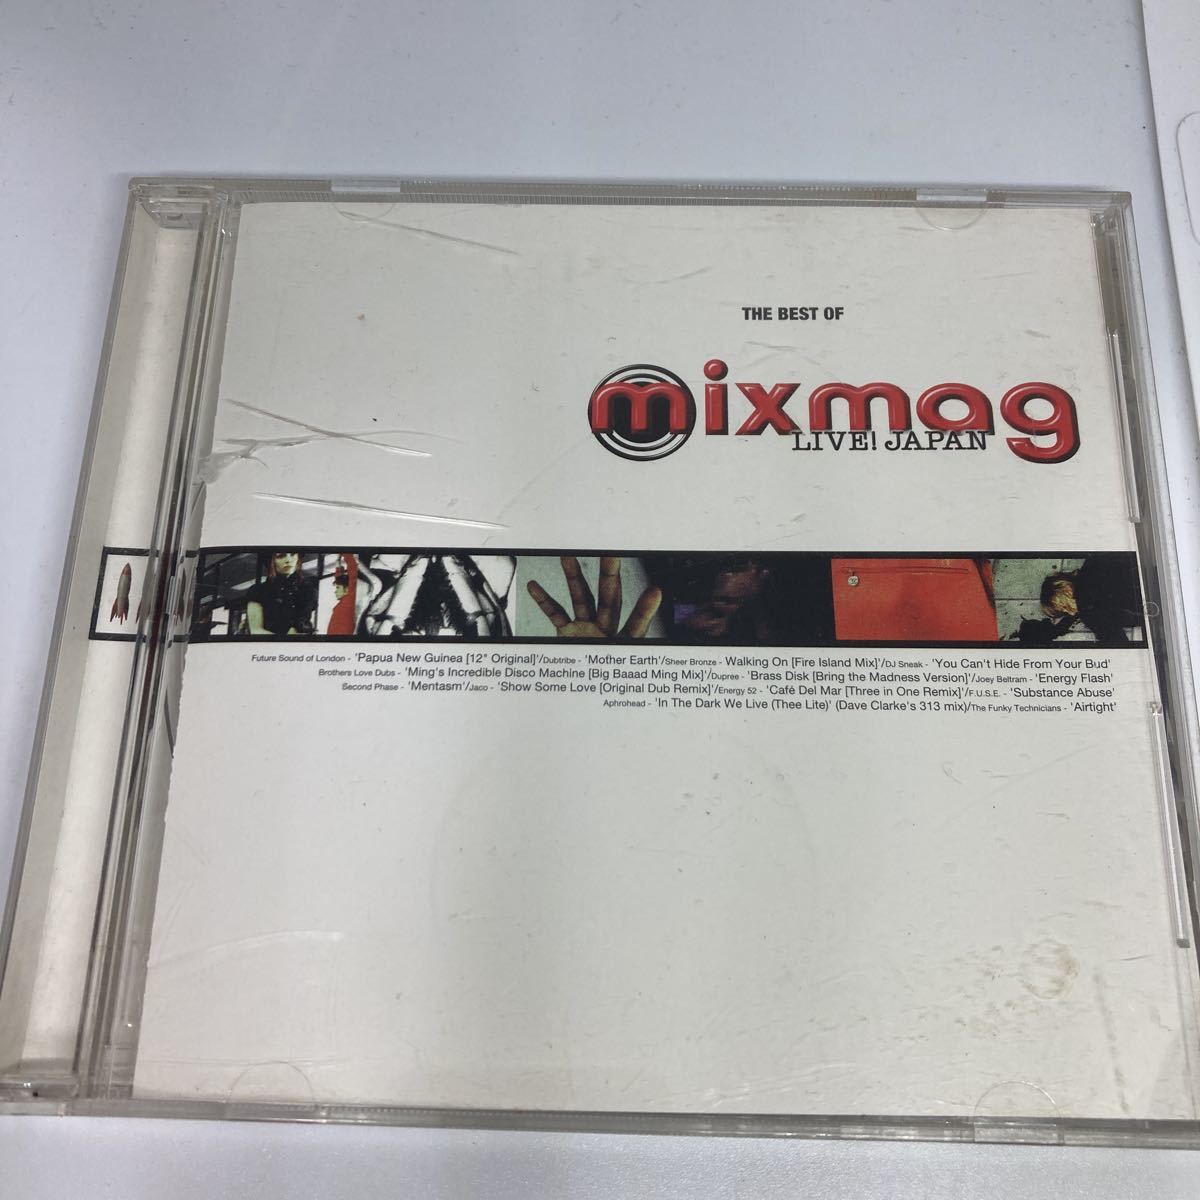 THE BEST OF
mixmag
LIVE! JAPAN
Future Sound of London - 'Papua New Guinea [12" Original]'/Dubtribe - 'Mother Earth'/Sheer Bronze - Walking On [Fire Island Mix]'/DJ Sneak - 'You Can't Hide From Your Bud'
Brothers Love Dubs - 'Ming's Incredible Disco Machine [Big Baaad Ming Mix]'/Dupree - 'Brass Disk [Bring the Madness Version]'/Joey Beltram - 'Energy Flash'
Second Phase - 'Mentasm'/Jaco - 'Show Some Love [Original Dub Remix]'/Energy 52 - 'Café Del Mar [Three in One Remix]'/F.U.S.E. - 'Substance Abuse'
Aphrohead - 'In The Dark We Live (Thee Lite)' (Dave Clarke's 313 mix)/The Funky Technicians - 'Airtight'